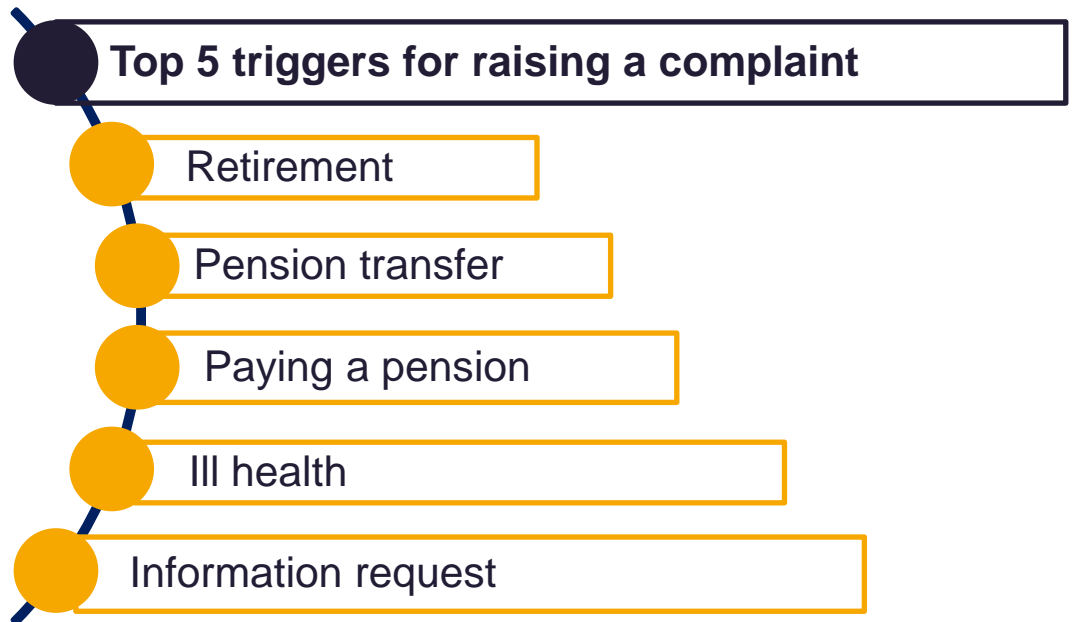 Top 5 triggers for raising a complaint
Retirement
Pension transfer
Paying a pension
Ill health
Information request